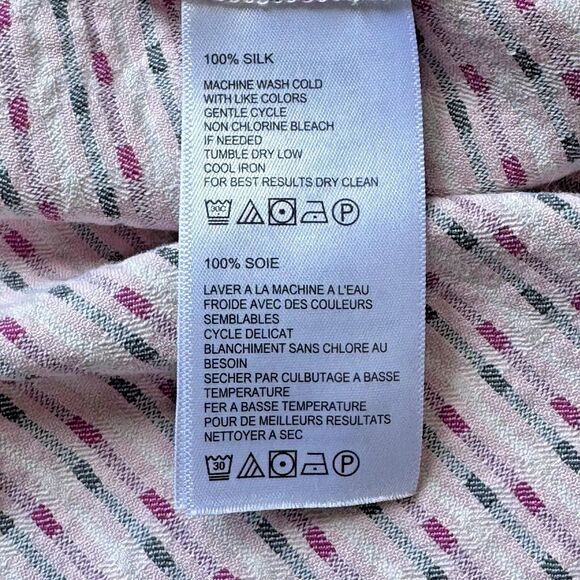 100% SILK
MACHINE WASH COLD
WITH LIKE COLORS
GENTLE CYCLE
NON CHLORINE BLEACH
IF NEEDED
TUMBLE DRY LOW
COOL IRON
FOR BEST RESULTS DRY CLEAN
30C P
100% SOIE
LAVER A LA MACHINE A L'EAU
FROIDE AVEC DES COULEURS
SEMBLABLES
CYCLE DELICAT
BLANCHIMENT SANS CHLORE AU
BESOIN
SECHER PAR CULBUTAGE A BASSE
TEMPERATURE
FER A BASSE TEMPERATURE
POUR DE MEILLEURS RESULTATS
NETTOYER A SEC
30 P